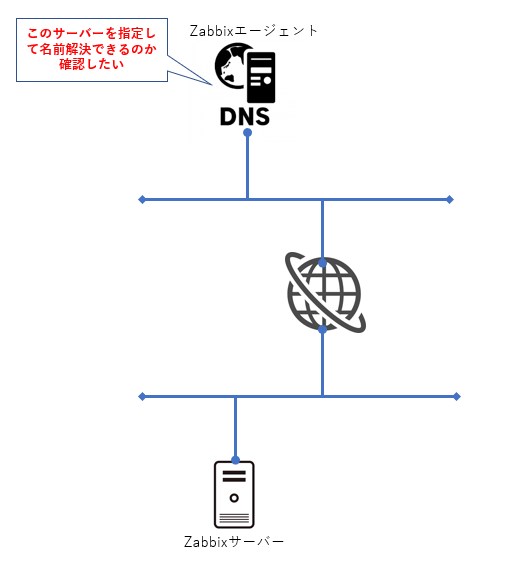 Zabbixエージェント
このサーバーを指定し
て名前解決できるのか
確認したい
DNS
Zabbixサーバー